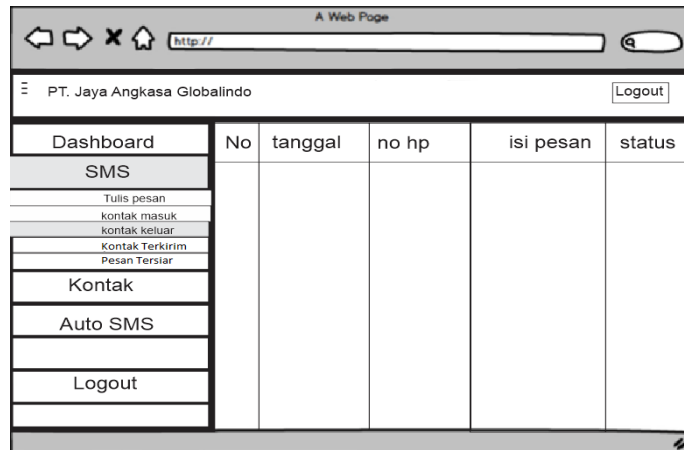 A Web Page
http://
PT. Jaya Angkasa Globalindo
Logout
Dashboard
No tanggal no hp isi pesan status
SMS
Tulis pesan
kontak masuk
kontak keluar
Kontak Terkirim
Pesan Tersiar
Kontak
Auto SMS
Logout